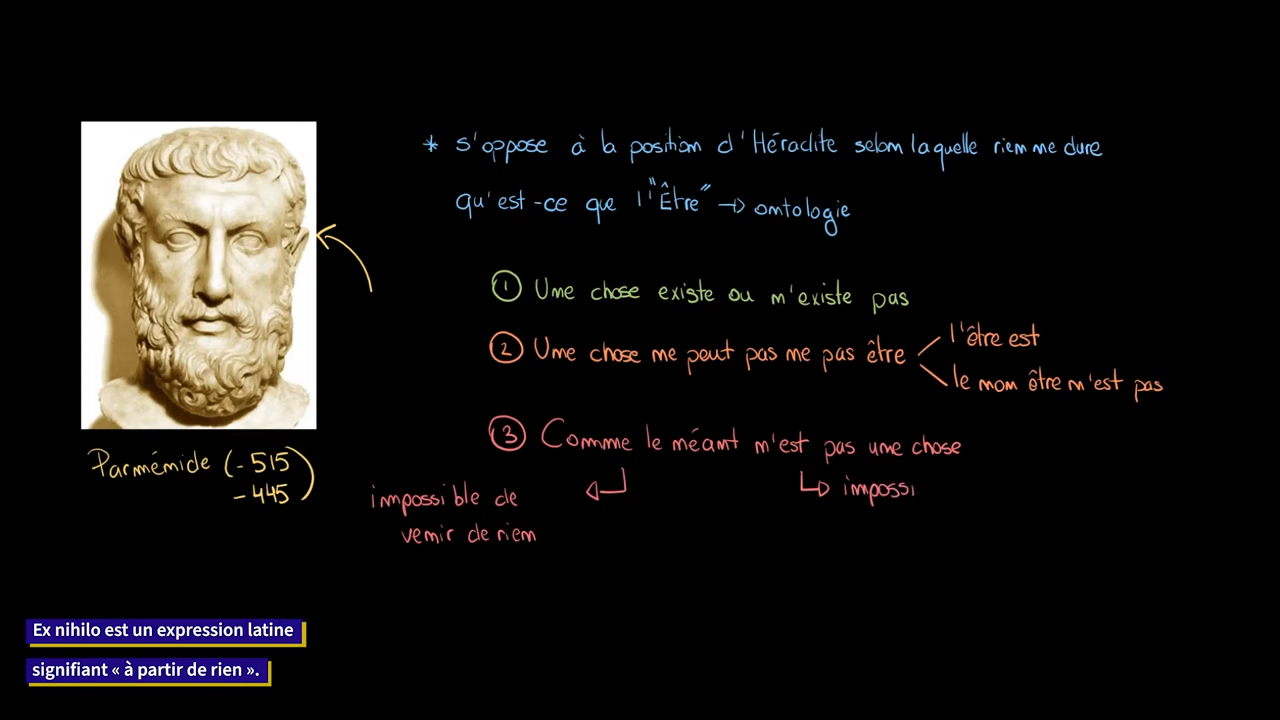 * s'oppose à la position d'Héraclite selon laquelle rien ne dure
qu'est-ce que l'"Être" → ontologie
① Une chose existe ou n'existe pas
② Une chose ne peut pas ne pas être
l'être est
le non être n'est pas
③ Comme le néant n'est pas une chose
impossible de
venir de rien
impossi
Parménide (-515
-445)
Ex nihilo est un expression latine
signifiant « à partir de rien ».